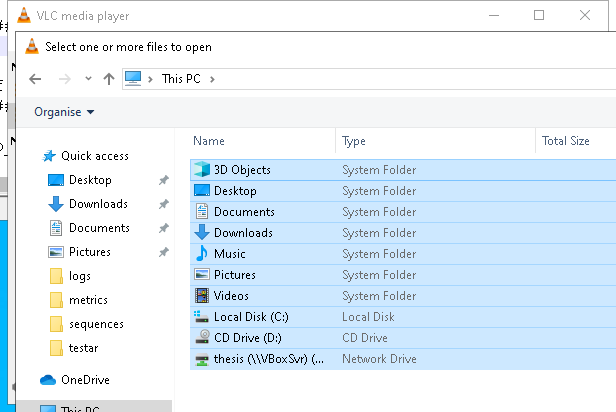 VLC media player
Select one or more files to open
This PC
Organise
Name Type Total Size
Quick access
Desktop
Downloads
Documents
Pictures
logs
metrics
sequences
testar
OneDrive
This PC
3D Objects System Folder
Desktop System Folder
Documents System Folder
Downloads System Folder
Music System Folder
Pictures System Folder
Videos System Folder
Local Disk (C:) Local Disk
CD Drive (D:) CD Drive
thesis (\\VBoxSvr) (... Network Drive